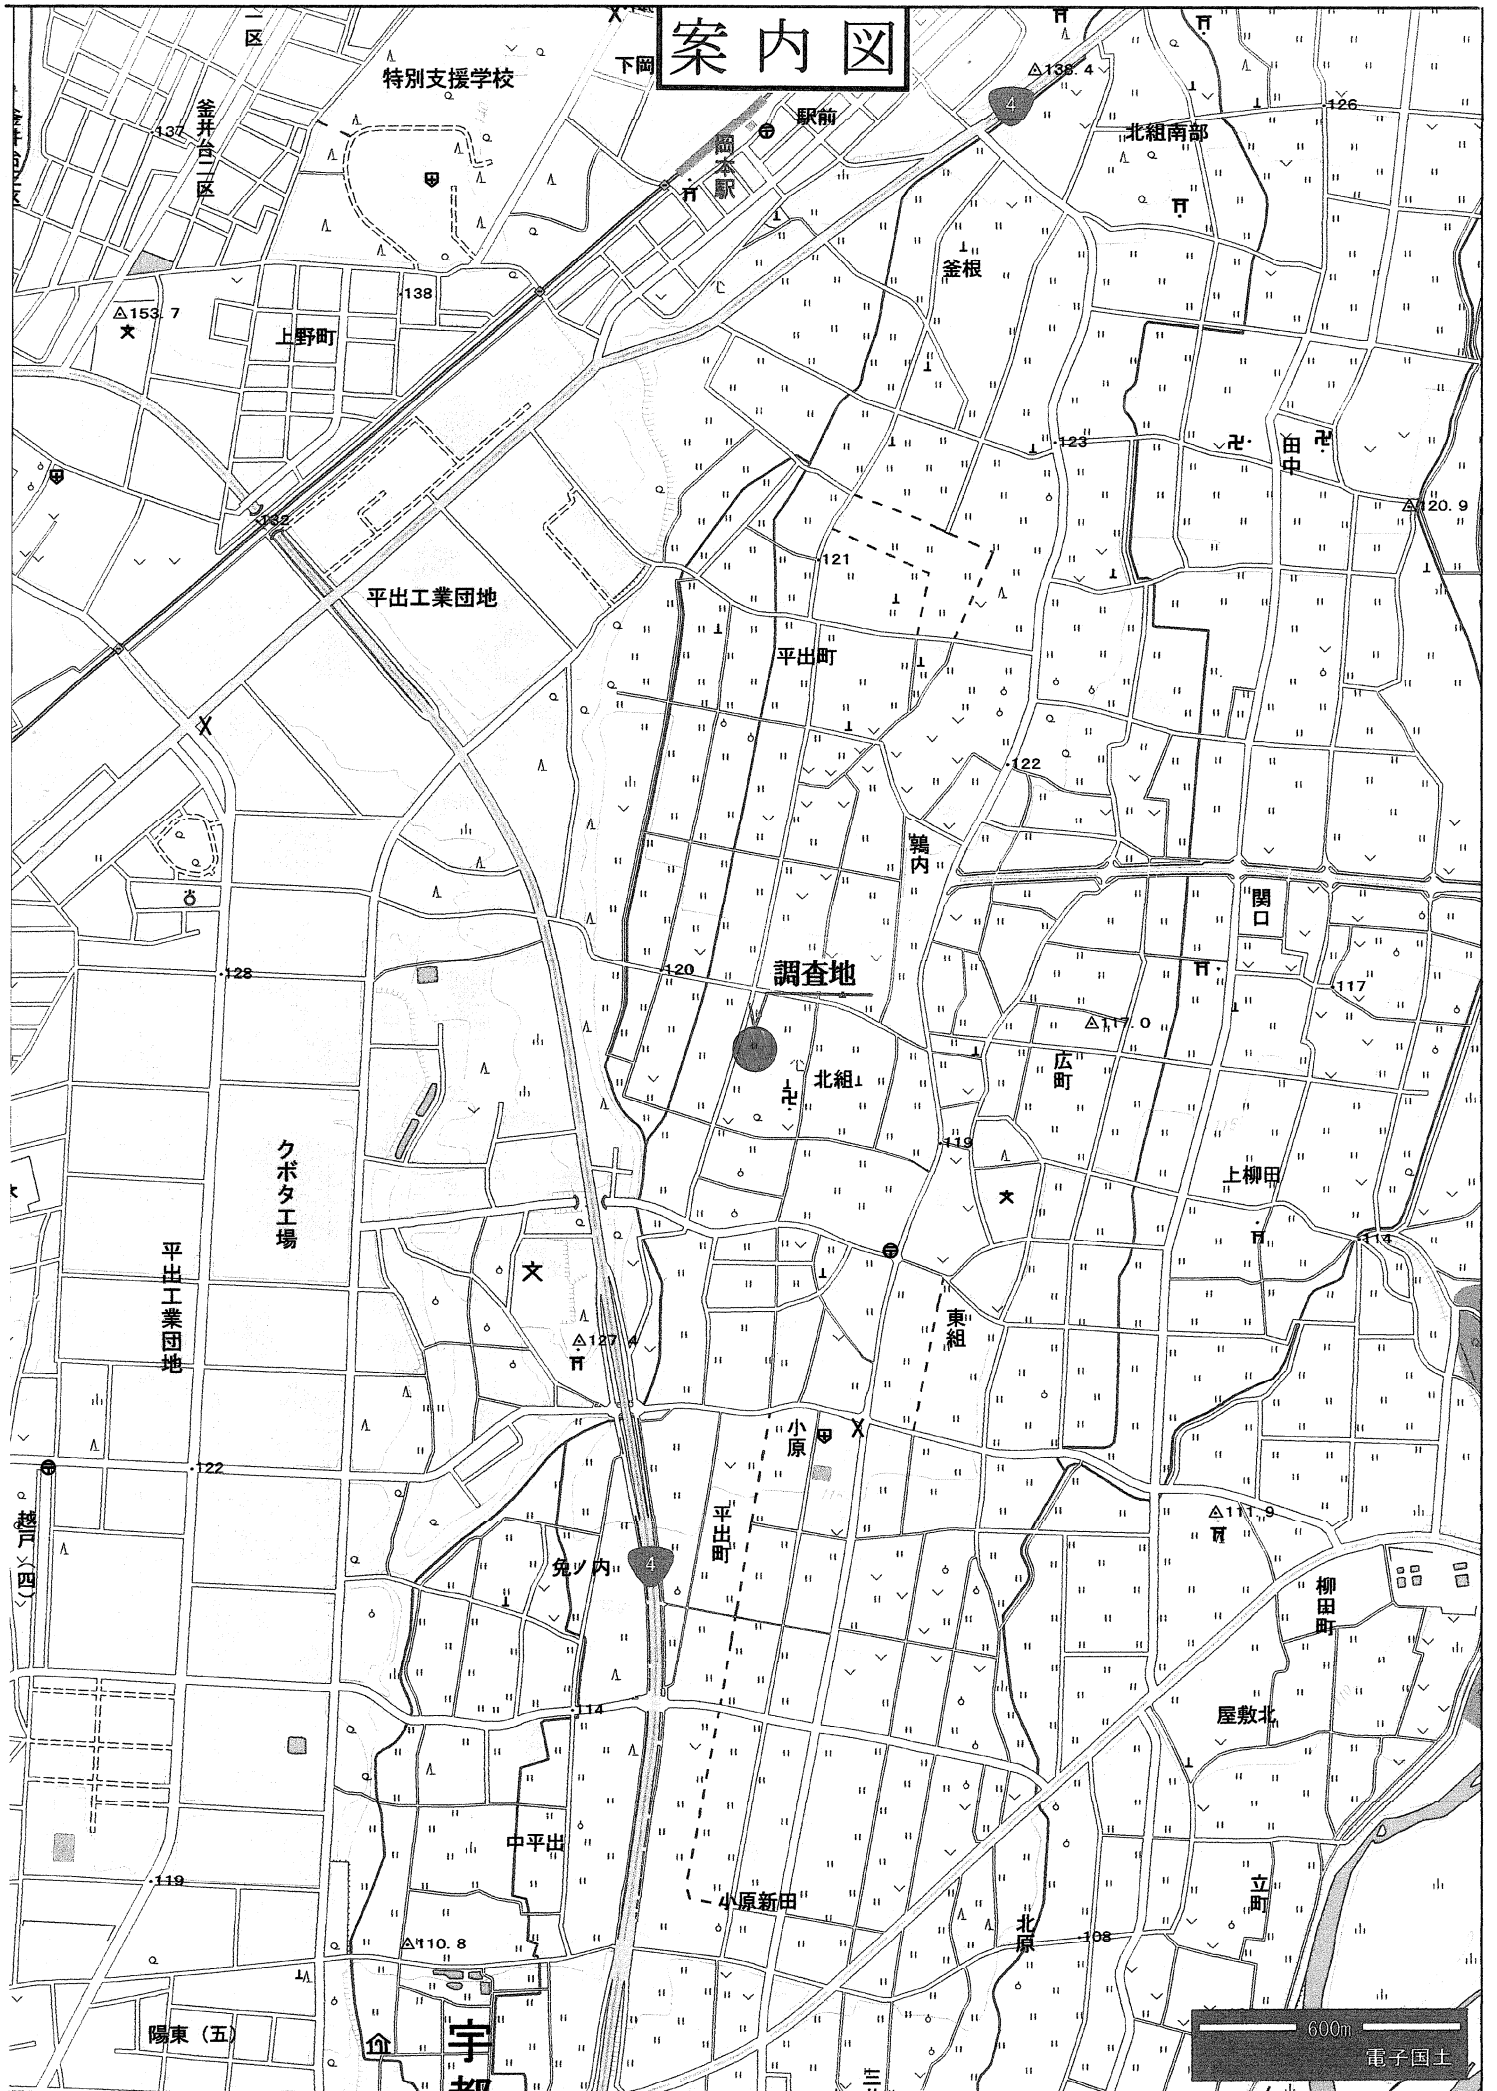 案内図
二区
特別支援学校
下岡
駅前
岡本駅
138.4
4
126
北組南部
137
釜井台二区
釜根
138
153.7
上野町
123
田中
120.9
132
121
平出工業団地
平出町
122
鶉内
関口
128
120
調査地
117
117.0
北組
広町
119
クボタ工場
上柳田
114
平出工業団地
東組
127.4
小原
122
越戸(四)
平出町
111.9
兎ノ内
4
柳田町
屋敷北
114
中平出
119
小原新田
立町
北原
108
110.8
陽東(五)
宇都
600m
電子国土